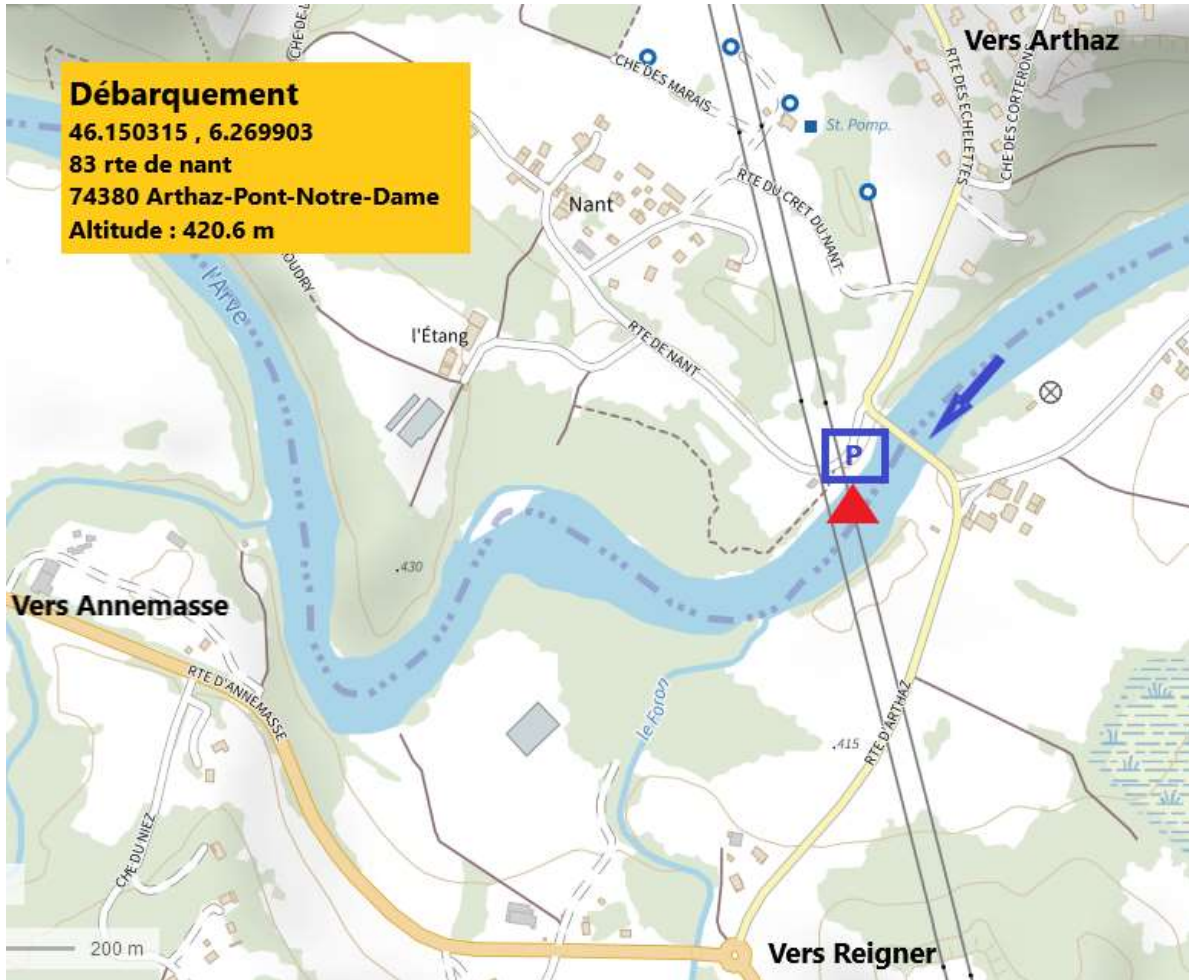 Débarquement
46.150315 , 6.269903
83 rte de nant
74380 Arthaz-Pont-Notre-Dame
Altitude : 420.6 m
Vers Arthaz
CHE DES MARAIS
RTE DES ECHELETTES
CHE DES CORTERONS
St. Pomp.
Nant
RTE DU CRET DU NANT
OUDRY
l'Arve
l'Étang
RTE DE NANT
P
.430
Vers Annemasse
RTE D'ANNEMASSE
le Foron
.415
RTE D'ARTHAZ
CHE DU NIEZ
200 m
Vers Reigner